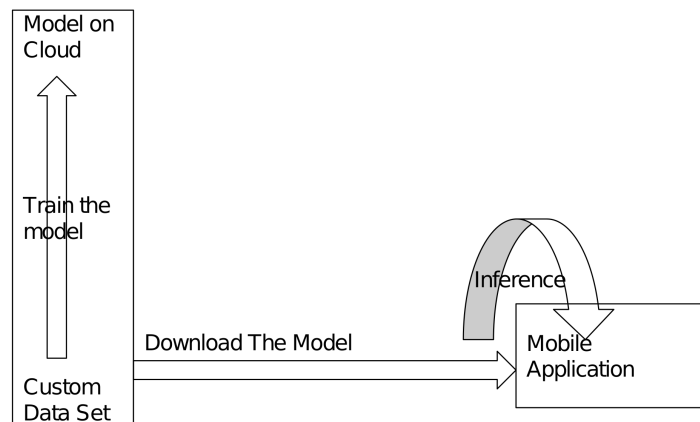 Model on
Cloud
Train the
model
Inference
Download The Model
Mobile
Application
Custom
Data Set